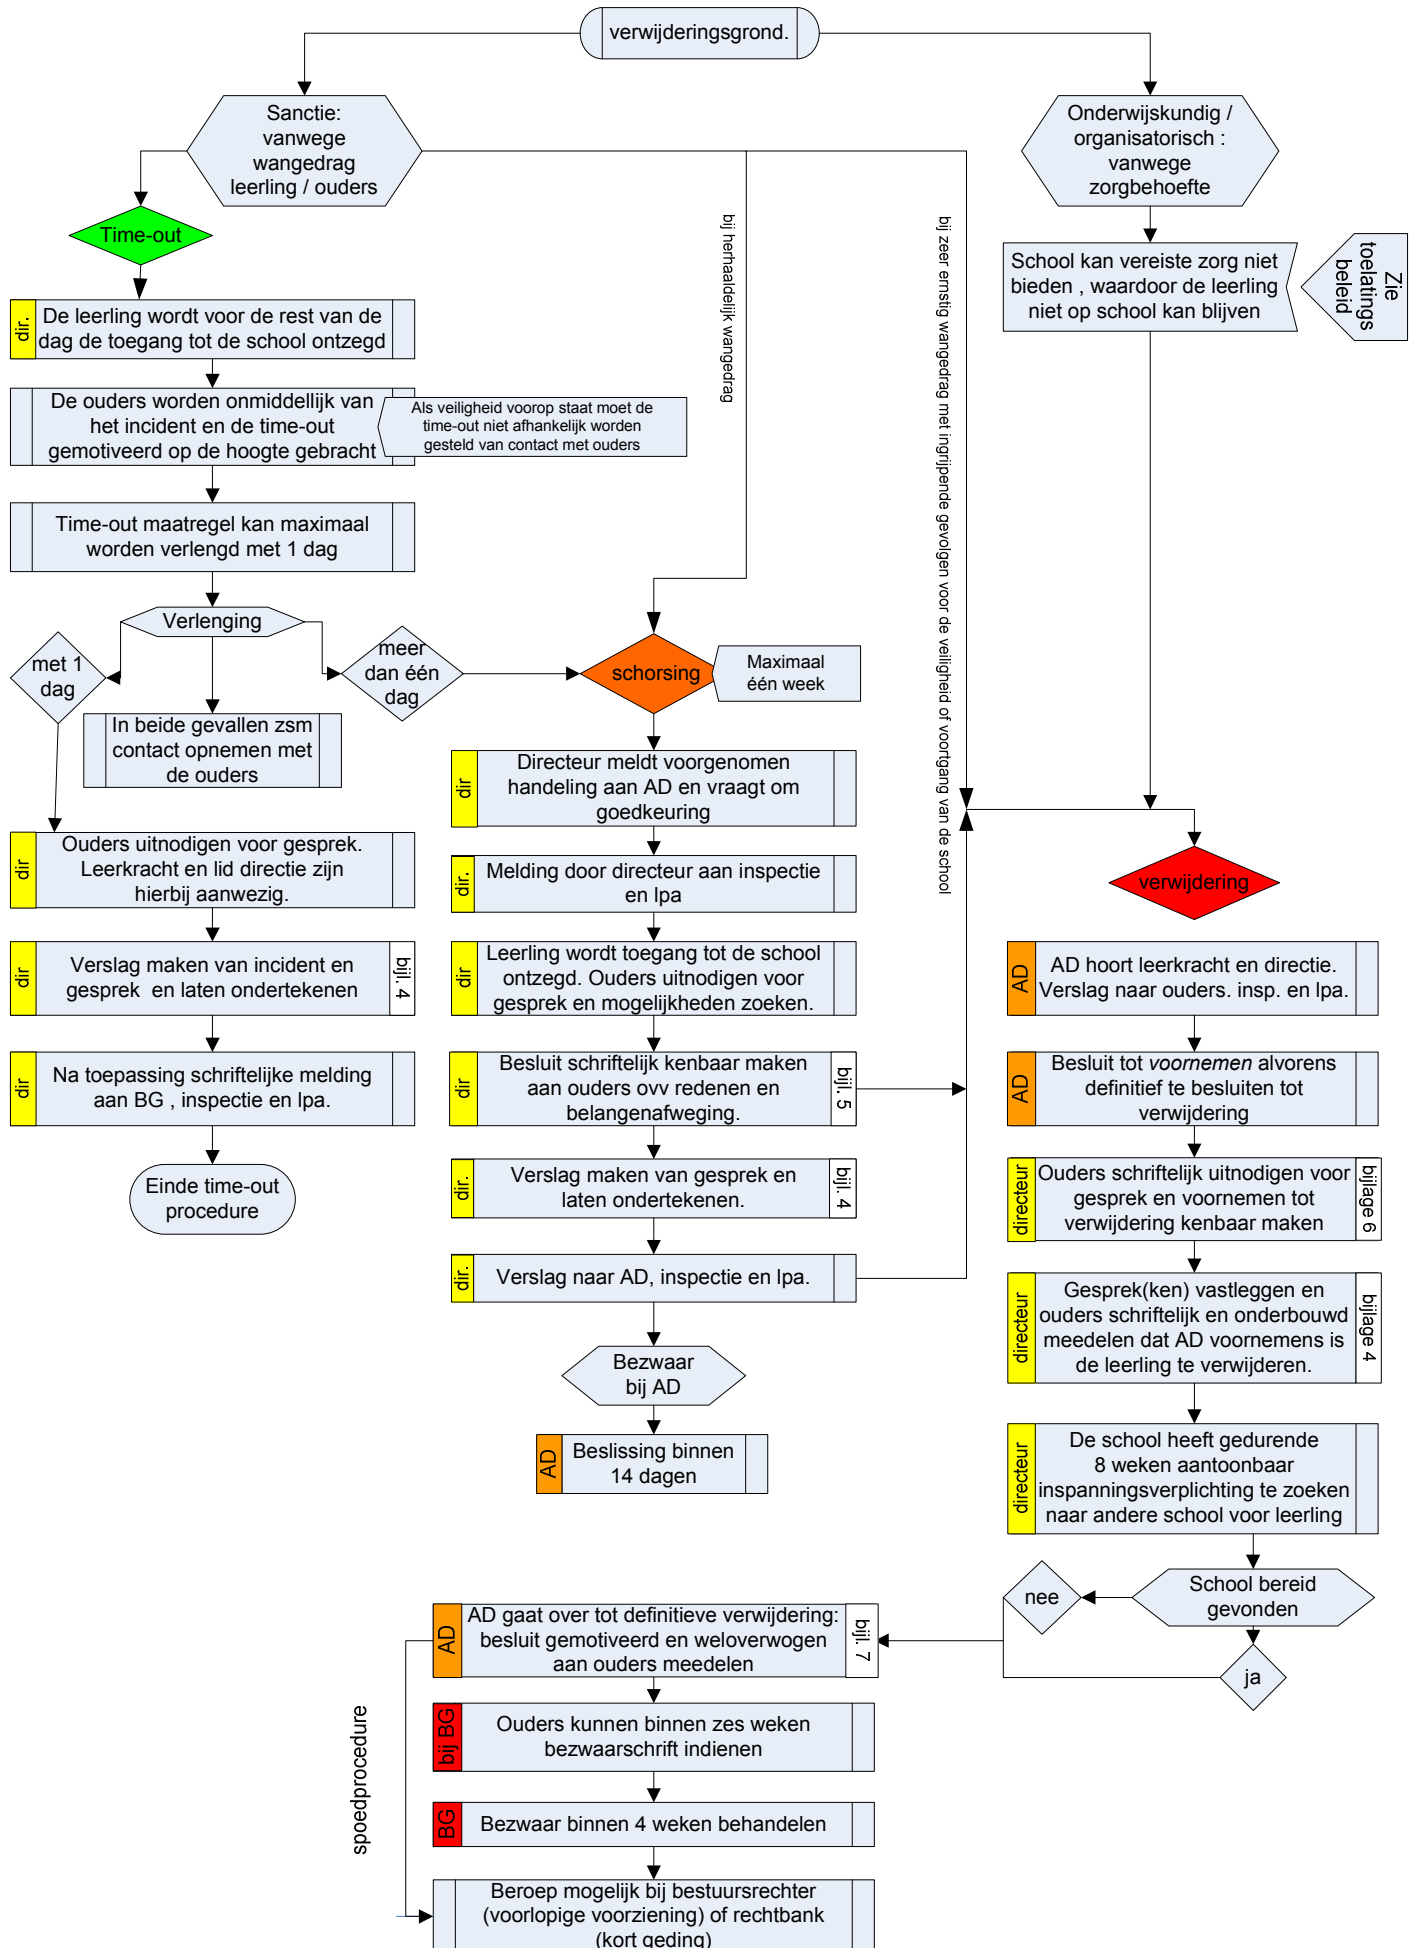 verwijderingsgrond.
Sanctie:
vanwege
wangedrag
leerling / ouders
Onderwijskundig /
organisatorisch :
vanwege
zorgbehoefte
Time-out
bij herhaaldelijk wangedrag
bij zeer ernstig wangedrag met ingrijpende gevolgen voor de veiligheid of voortgang van de school
School kan vereiste zorg niet
bieden , waardoor de leerling
niet op school kan blijven
Zie
toelatings
beleid
dir.
De leerling wordt voor de rest van de
dag de toegang tot de school ontzegd
De ouders worden onmiddellijk van
het incident en de time-out
gemotiveerd op de hoogte gebracht
Als veiligheid voorop staat moet de
time-out niet afhankelijk worden
gesteld van contact met ouders
Time-out maatregel kan maximaal
worden verlengd met 1 dag
Verlenging
met 1
dag
meer
dan één
dag
In beide gevallen zsm
contact opnemen met
de ouders
dir
Ouders uitnodigen voor gesprek.
Leerkracht en lid directie zijn
hierbij aanwezig.
dir
Verslag maken van incident en
gesprek  en laten ondertekenen
bijl. 4
dir
Na toepassing schriftelijke melding
aan BG , inspectie en lpa.
Einde time-out
procedure
schorsing
Maximaal
één week
dir
Directeur meldt voorgenomen
handeling aan AD en vraagt om
goedkeuring
dir.
Melding door directeur aan inspectie
en lpa
dir.
Leerling wordt toegang tot de school
ontzegd. Ouders uitnodigen voor
gesprek en mogelijkheden zoeken.
dir
Besluit schriftelijk kenbaar maken
aan ouders ovv redenen en
belangenafweging.
bijl. 5
dir.
Verslag maken van gesprek en
laten ondertekenen.
bijl. 4
dir.
Verslag naar AD, inspectie en lpa.
Bezwaar
bij AD
AD
Beslissing binnen
14 dagen
verwijdering
AD
AD hoort leerkracht en directie.
Verslag naar ouders. insp. en lpa.
AD
Besluit tot voornemen alvorens
definitief te besluiten tot
verwijdering
directeur
Ouders schriftelijk uitnodigen voor
gesprek en voornemen tot
verwijdering kenbaar maken
bijlage 6
directeur
Gesprek(ken) vastleggen en
ouders schriftelijk en onderbouwd
meedelen dat AD voornemens is
de leerling te verwijderen.
bijlage 4
directeur
De school heeft gedurende
8 weken aantoonbaar
inspanningsverplichting te zoeken
naar andere school voor leerling
School bereid
gevonden
nee
ja
AD
AD gaat over tot definitieve verwijdering:
besluit gemotiveerd en weloverwogen
aan ouders meedelen
bijl. 7
spoedprocedure
bij BG
Ouders kunnen binnen zes weken
bezwaarschrift indienen
BG
Bezwaar binnen 4 weken behandelen
Beroep mogelijk bij bestuursrechter
(voorlopige voorziening) of rechtbank
(kort geding)